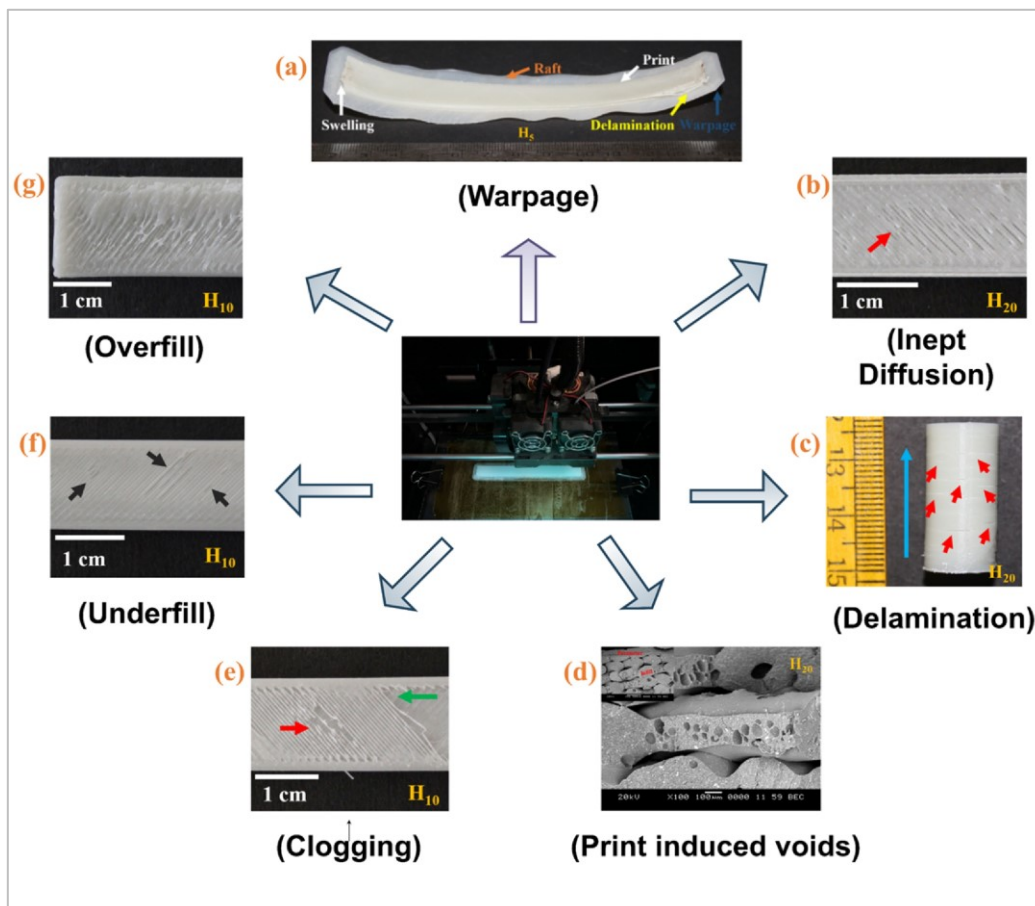 (a)
Raft
Print
Swelling
Delamination
Warpage
H₅
(Warpage)
(g)
1 cm
H₁₀
(Overfill)
(b)
1 cm
H₂₀
(Inept
Diffusion)
(f)
1 cm
H₁₀
(Underfill)
(c)
13
14
15
H₂₀
(Delamination)
(e)
1 cm
H₁₀
(Clogging)
(d)
H₂₀
20kV X100 100µm 0000 11 59 DEC
(Print induced voids)